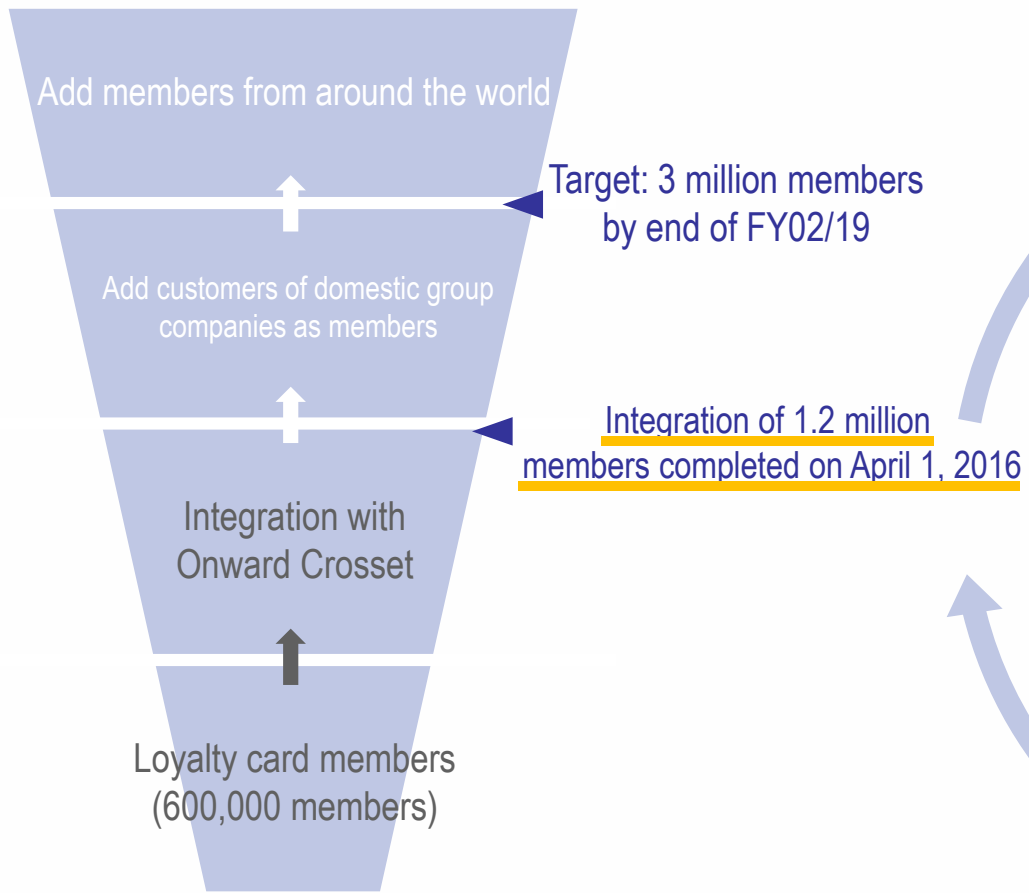 Add members from around the world
Target: 3 million members
by end of FY02/19
Add customers of domestic group
companies as members
Integration of 1.2 million
members completed on April 1, 2016
Integration with
Onward Crosset
Loyalty card members
(600,000 members)